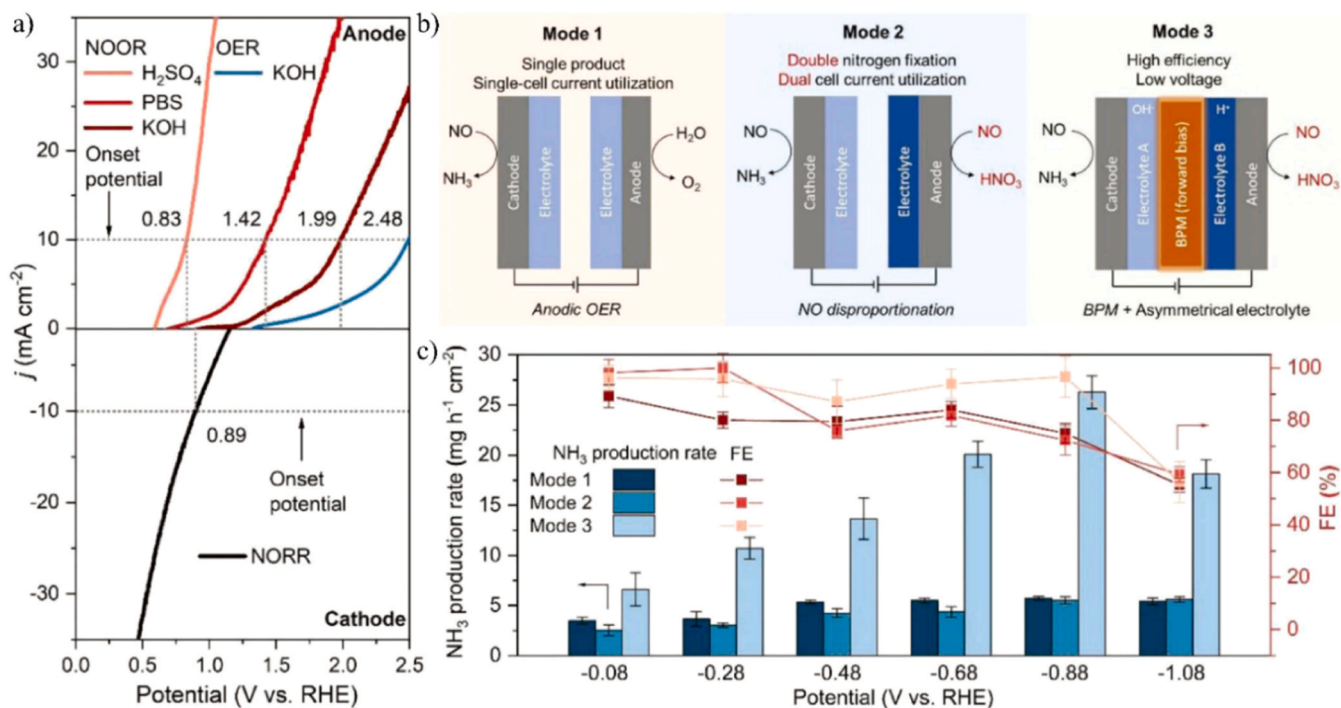 a)
NOOR OER Anode
H₂SO₄ KOH
PBS
KOH
Onset
potential
0.83 1.42 1.99 2.48
0.89
Onset
potential
NORR
Cathode
j (mA cm⁻²)
30
20
10
0
-10
-20
-30
0.0 0.5 1.0 1.5 2.0 2.5
Potential (V vs. RHE)
b)
Mode 1
Single product
Single-cell current utilization
NO
NH₃
Cathode
Electrolyte
Electrolyte
Anode
H₂O
O₂
Anodic OER
Mode 2
Double nitrogen fixation
Dual cell current utilization
NO
NH₃
Cathode
Electrolyte
Electrolyte
Anode
NO
HNO₃
NO disproportionation
Mode 3
High efficiency
Low voltage
NO
NH₃
Cathode
OH⁻
Electrolyte A
BPM (forward bias)
H⁺
Electrolyte B
Anode
NO
HNO₃
BPM + Asymmetrical electrolyte
c)
NH₃ production rate (mg h⁻¹ cm⁻²)
30
25
20
15
10
5
0
NH₃ production rate FE
Mode 1
Mode 2
Mode 3
100
80
60
40
20
0
FE (%)
-0.08 -0.28 -0.48 -0.68 -0.88 -1.08
Potential (V vs. RHE)